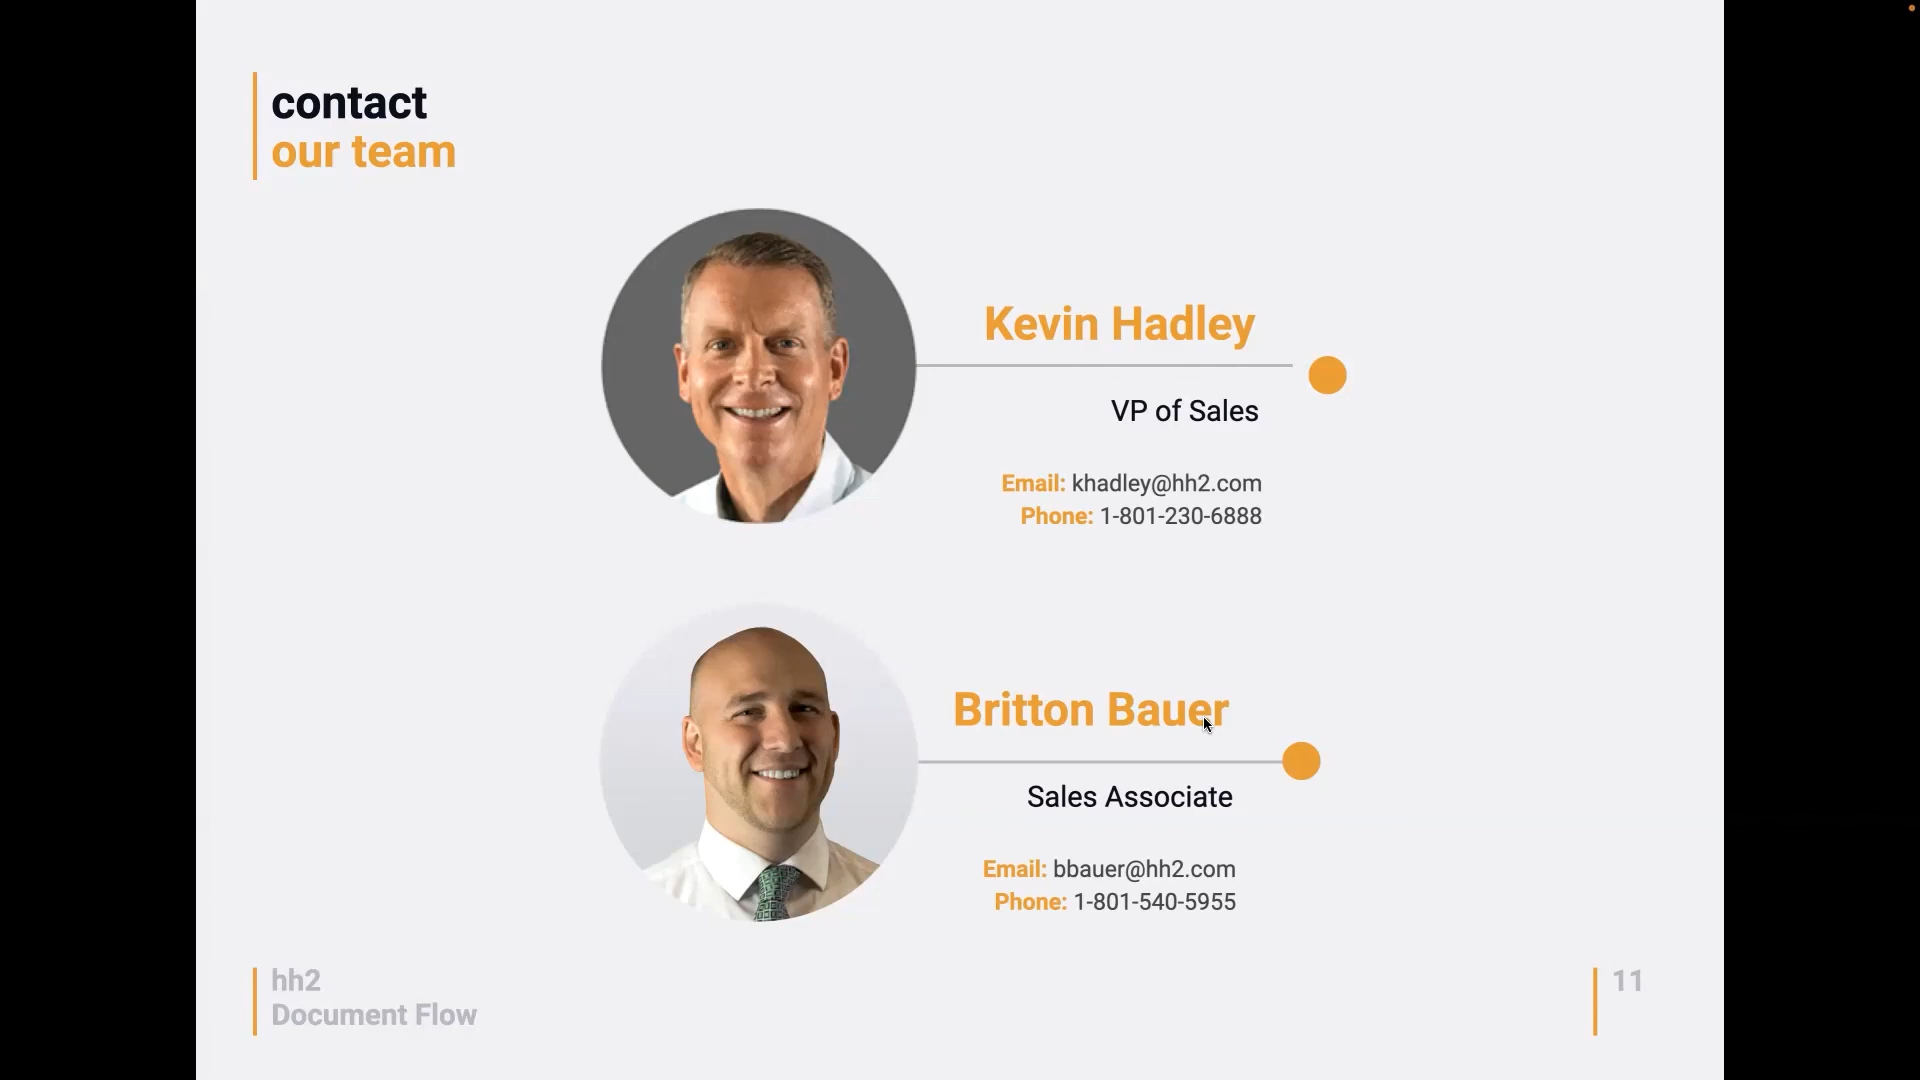 contact
our team
Kevin Hadley
VP of Sales
Email: khadley@hh2.com
Phone: 1-801-230-6888
Britton Bauer
Sales Associate
Email: bbauer@hh2.com
Phone: 1-801-540-5955
hh2
Document Flow
11